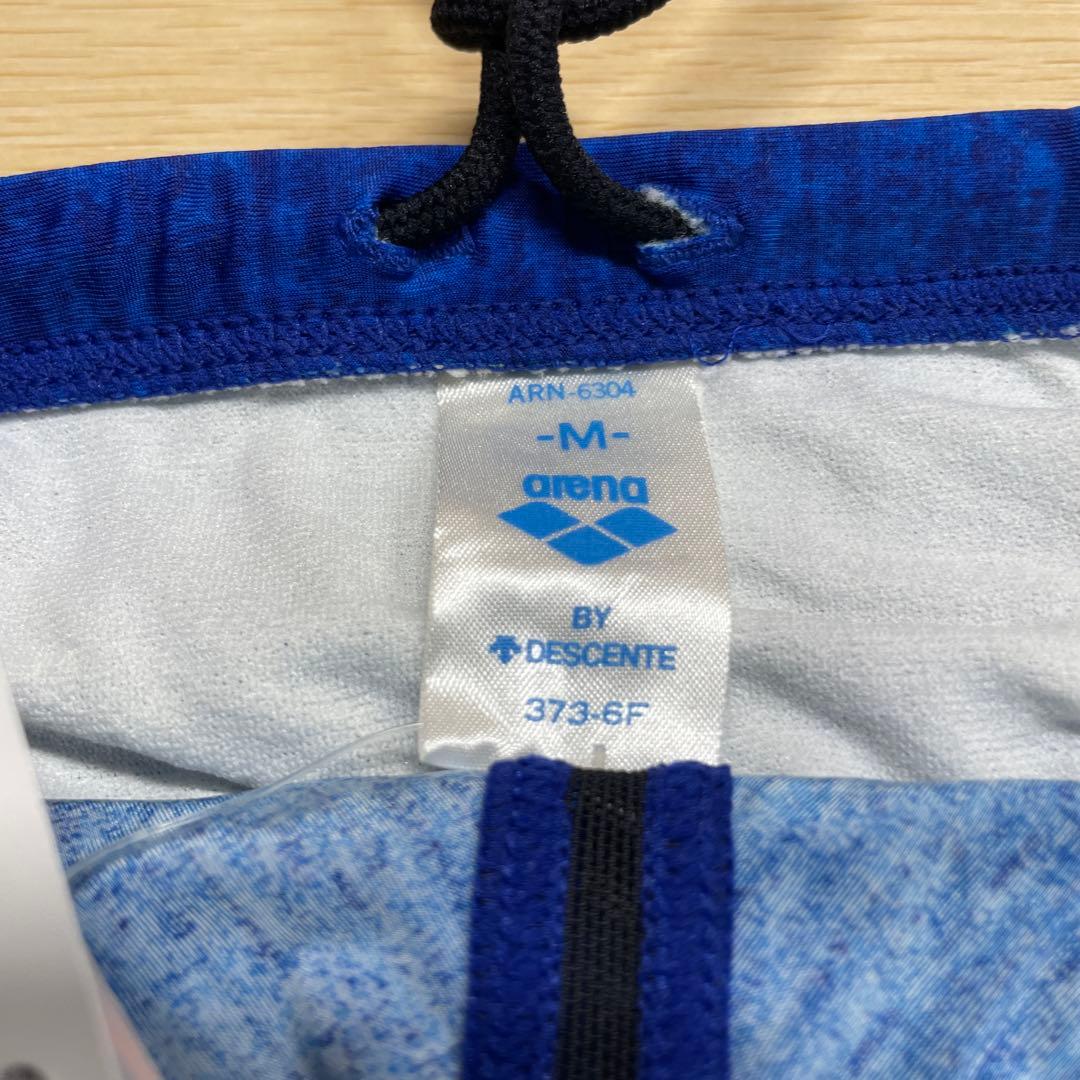 ARN-6304
-M-
arena
BY
DESCENTE
373-6F